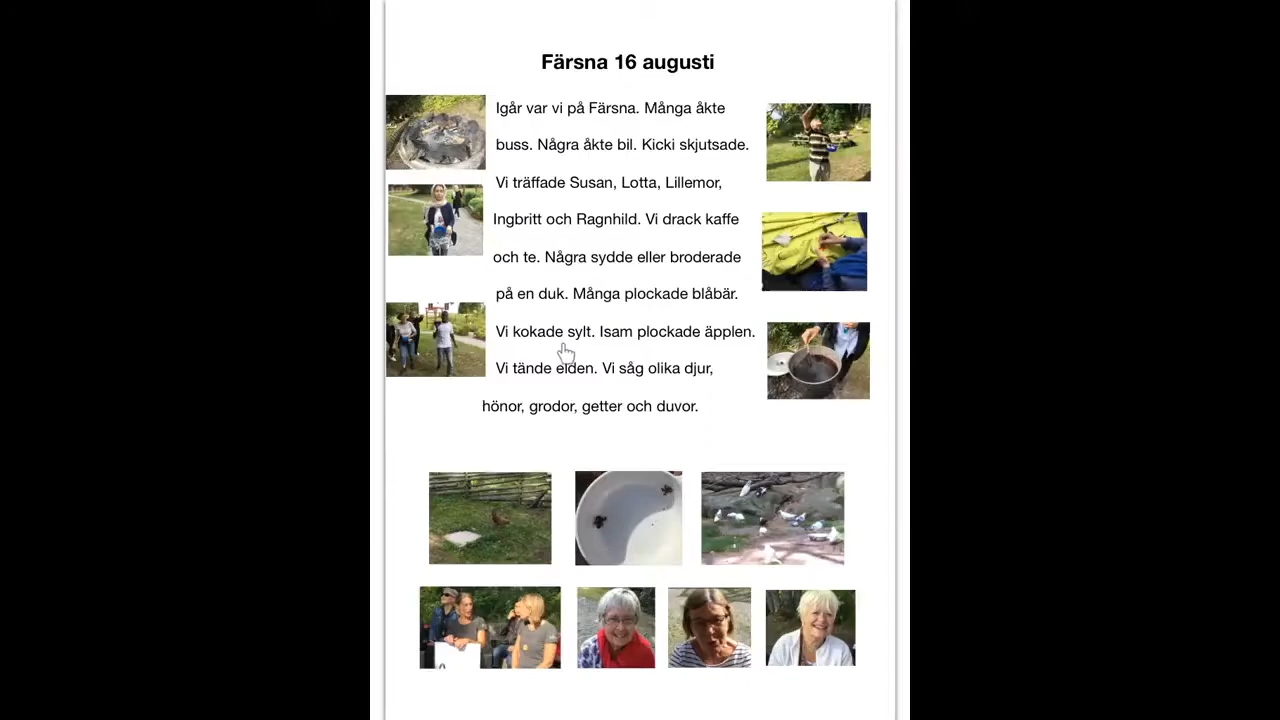 Färsna 16 augusti
Igår var vi på Färsna. Många åkte
buss. Några åkte bil. Kicki skjutsade.
Vi träffade Susan, Lotta, Lillemor,
Ingbritt och Ragnhild. Vi drack kaffe
och te. Några sydde eller broderade
på en duk. Många plockade blåbär.
Vi kokade sylt. Isam plockade äpplen.
Vi tände elden. Vi såg olika djur,
hönor, grodor, getter och duvor.